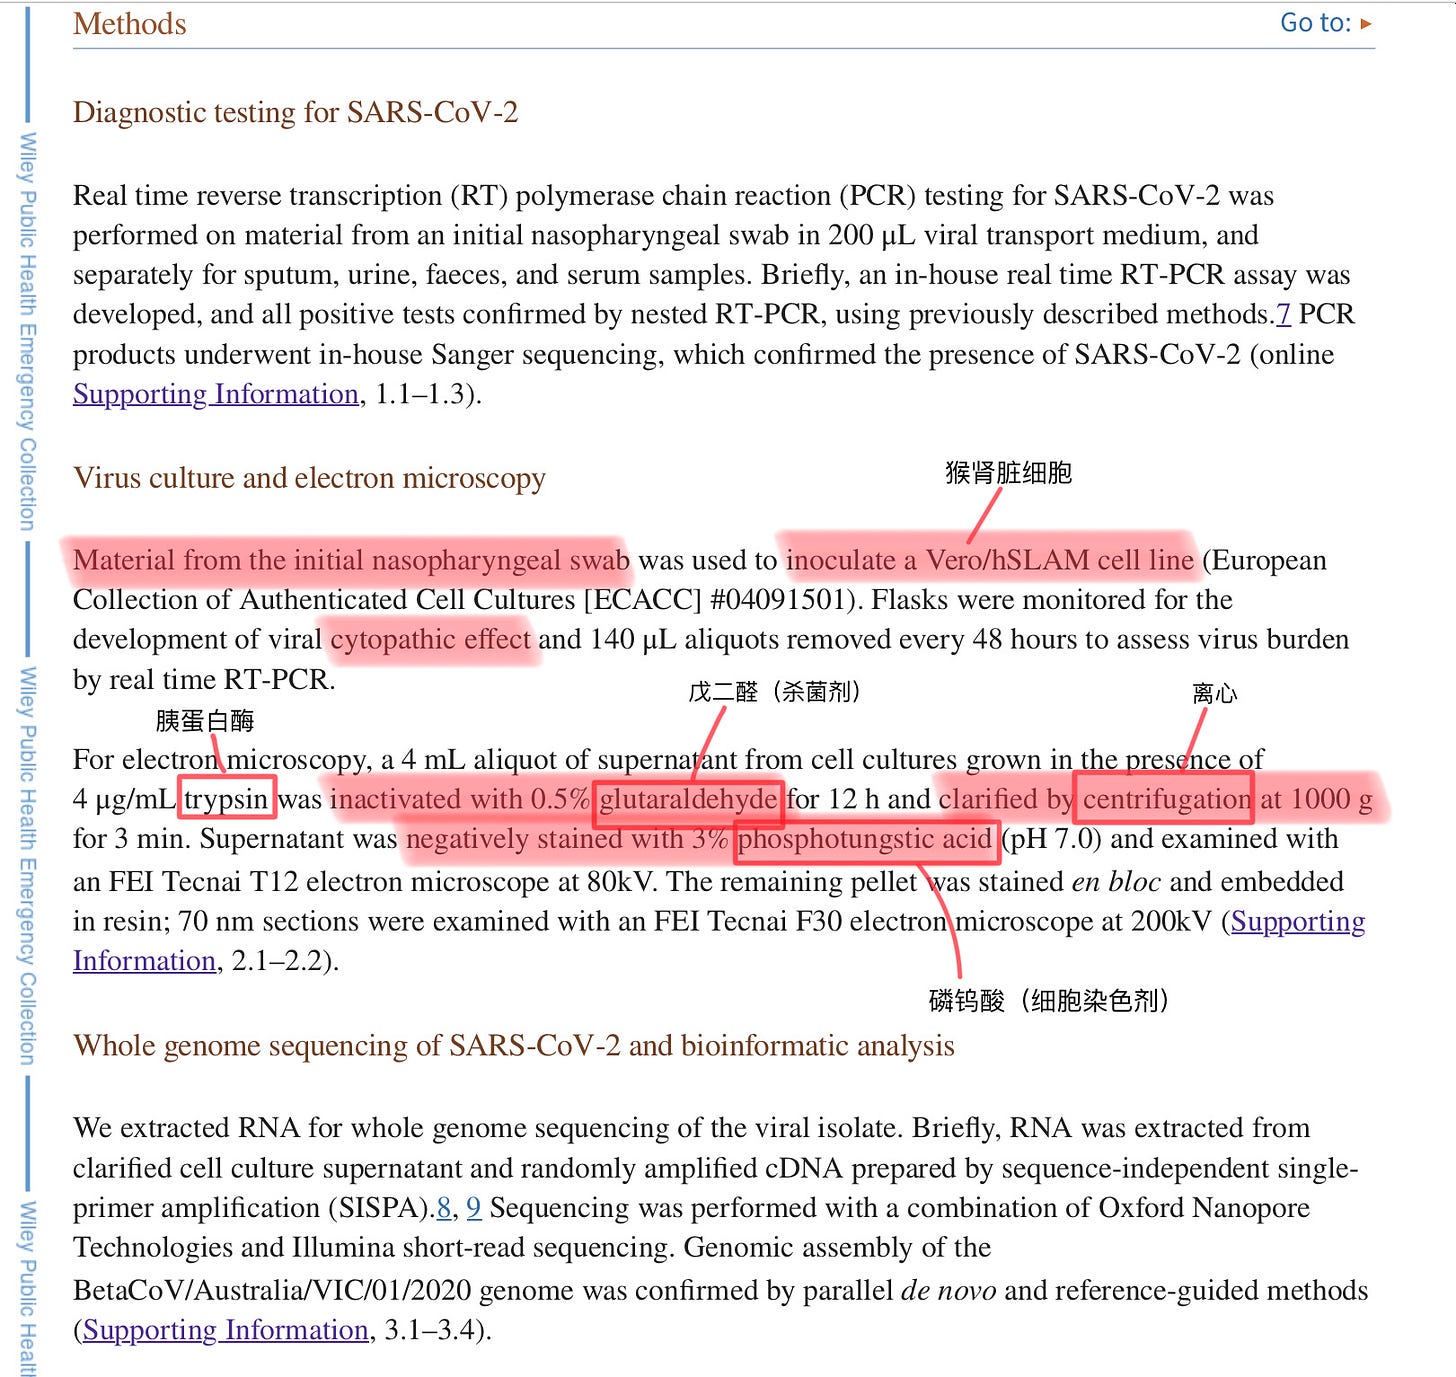 Methods
Go to: ▸
Diagnostic testing for SARS-CoV-2
Real time reverse transcription (RT) polymerase chain reaction (PCR) testing for SARS-CoV-2 was
performed on material from an initial nasopharyngeal swab in 200 μL viral transport medium, and
separately for sputum, urine, faeces, and serum samples. Briefly, an in-house real time RT-PCR assay was
developed, and all positive tests confirmed by nested RT-PCR, using previously described methods.7 PCR
products underwent in-house Sanger sequencing, which confirmed the presence of SARS-CoV-2 (online
Supporting Information, 1.1–1.3).
Virus culture and electron microscopy
猴肾脏细胞
Material from the initial nasopharyngeal swab was used to inoculate a Vero/hSLAM cell line (European
Collection of Authenticated Cell Cultures [ECACC] #04091501). Flasks were monitored for the
development of viral cytopathic effect and 140 μL aliquots removed every 48 hours to assess virus burden
by real time RT-PCR.
胰蛋白酶
戊二醛（杀菌剂）
离心
For electron microscopy, a 4 mL aliquot of supernatant from cell cultures grown in the presence of
4 μg/mL trypsin was inactivated with 0.5% glutaraldehyde for 12 h and clarified by centrifugation at 1000 g
for 3 min. Supernatant was negatively stained with 3% phosphotungstic acid (pH 7.0) and examined with
an FEI Tecnai T12 electron microscope at 80kV. The remaining pellet was stained en bloc and embedded
in resin; 70 nm sections were examined with an FEI Tecnai F30 electron microscope at 200kV (Supporting
Information, 2.1–2.2).
磷钨酸（细胞染色剂）
Whole genome sequencing of SARS-CoV-2 and bioinformatic analysis
We extracted RNA for whole genome sequencing of the viral isolate. Briefly, RNA was extracted from
clarified cell culture supernatant and randomly amplified cDNA prepared by sequence-independent single-
primer amplification (SISPA).8, 9 Sequencing was performed with a combination of Oxford Nanopore
Technologies and Illumina short-read sequencing. Genomic assembly of the
BetaCoV/Australia/VIC/01/2020 genome was confirmed by parallel de novo and reference-guided methods
(Supporting Information, 3.1–3.4).
Wiley Public Health Emergency Collection
Wiley Public Health Emergency Collection
Wiley Public Healt